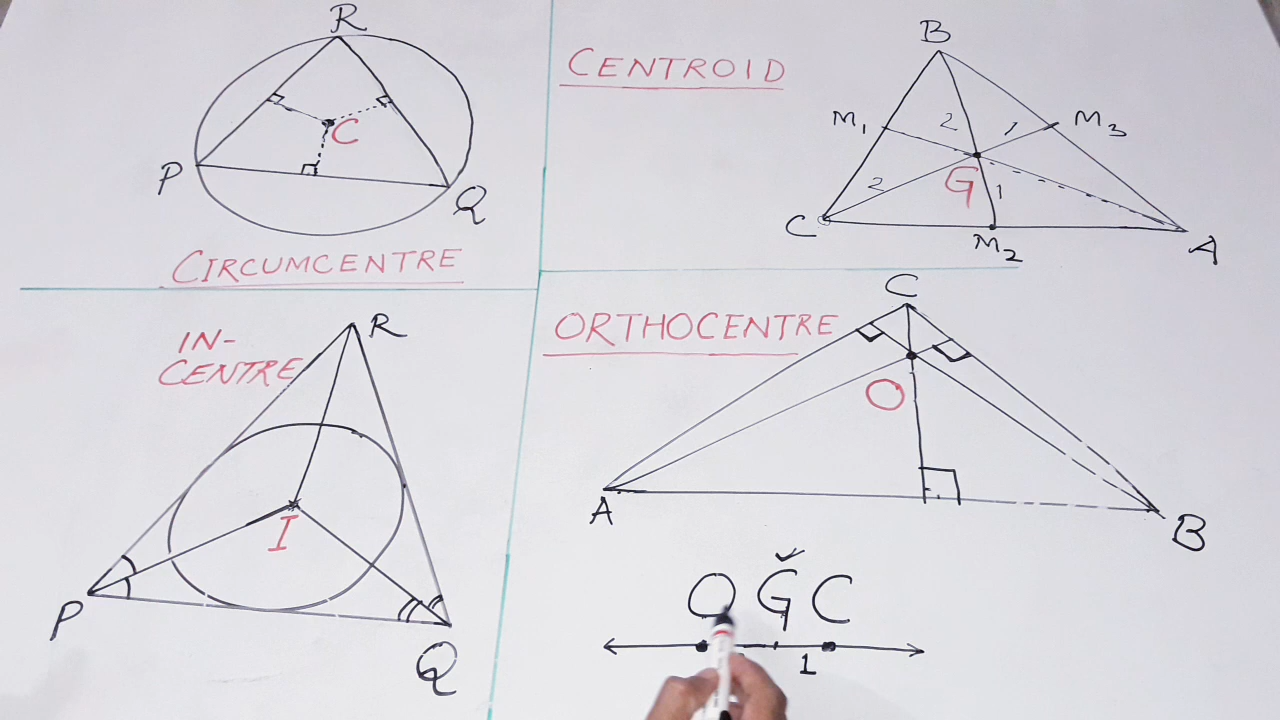 R
C
P
Q
CIRCUMCENTRE
CENTROID
B
M1
2
1
M3
2
G
1
C
M2
A
IN-
CENTRE
R
I
P
Q
ORTHOCENTRE
C
O
A
B
O G C
1